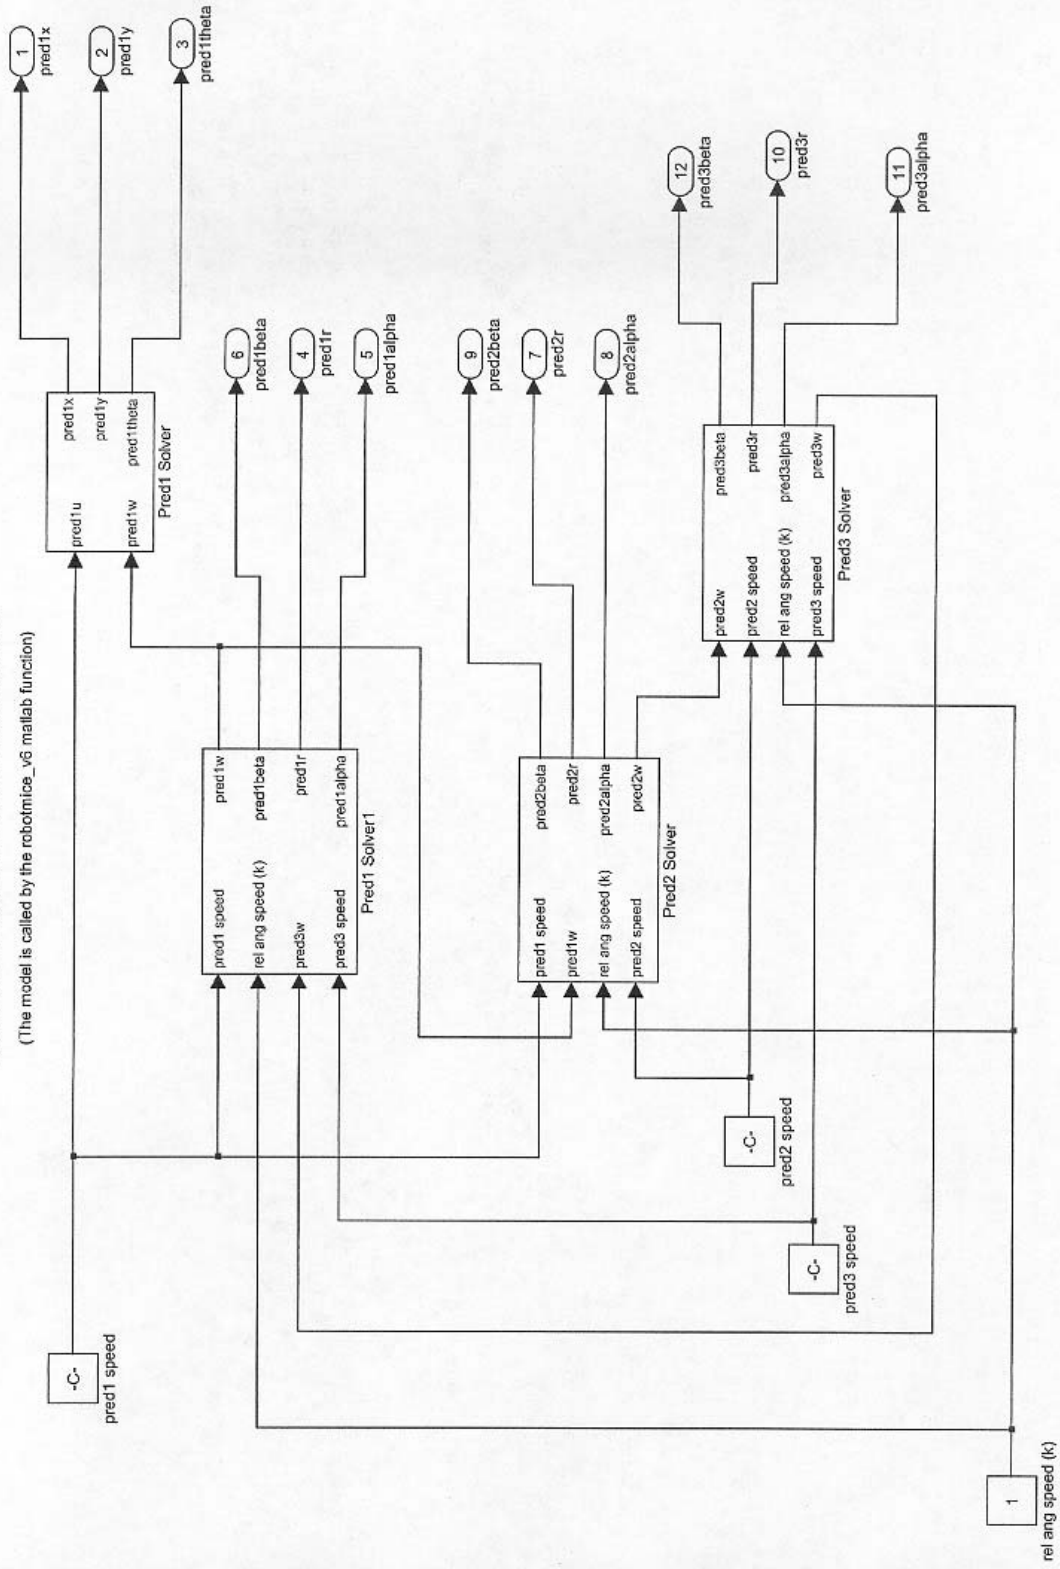 (The model is called by the robotmice_v6 matlab function)
pred1u
pred1w
pred1x
pred1y
pred1theta
Pred1 Solver
1
pred1x
2
pred1y
3
pred1theta
-C-
pred1 speed
pred1 speed
rel ang speed (k)
pred3w
pred3 speed
pred1w
pred1beta
pred1r
pred1alpha
Pred1 Solver1
6
pred1beta
4
pred1r
5
pred1alpha
pred1 speed
pred1w
rel ang speed (k)
pred2 speed
pred2beta
pred2r
pred2alpha
pred2w
Pred2 Solver
9
pred2beta
7
pred2r
8
pred2alpha
-C-
pred2 speed
-C-
pred3 speed
pred2w
pred2 speed
rel ang speed (k)
pred3 speed
pred3beta
pred3r
pred3alpha
pred3w
Pred3 Solver
12
pred3beta
10
pred3r
11
pred3alpha
1
rel ang speed (k)